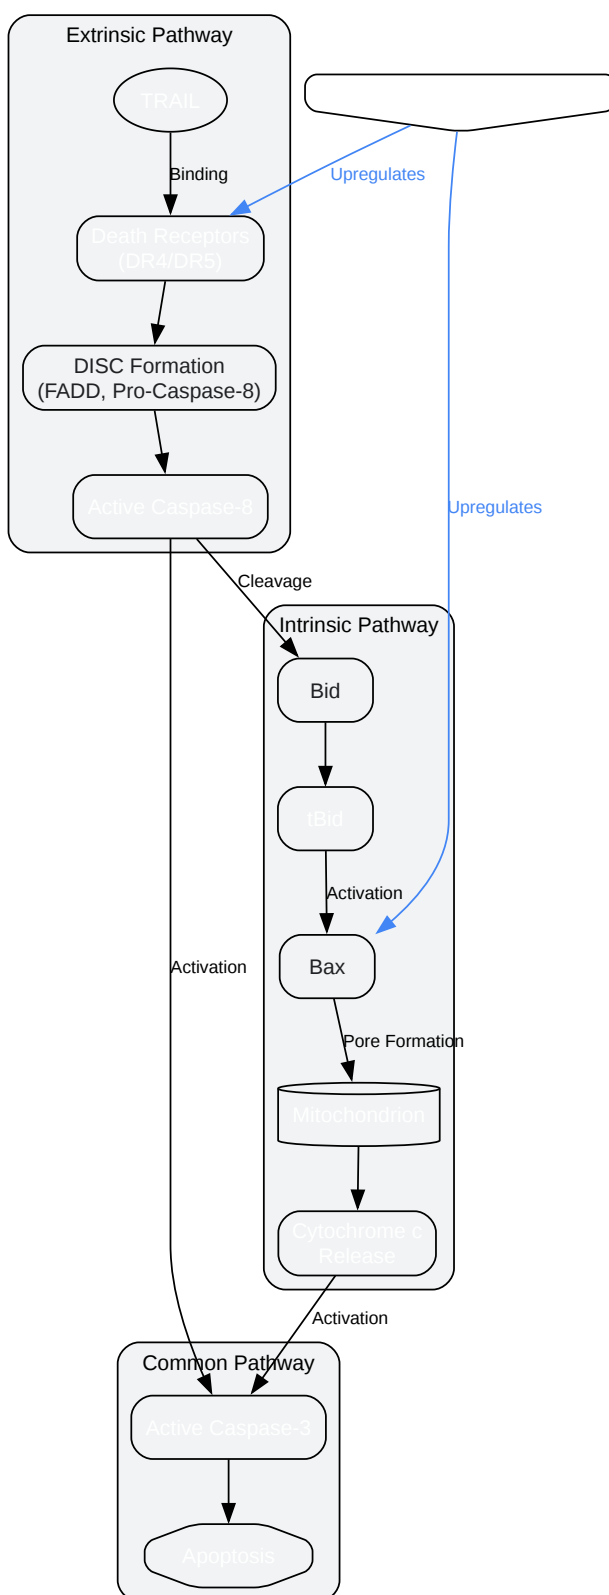 Extrinsic Pathway
TRAIL
Binding
Upregulates
Death Receptors
(DR4/DR5)
DISC Formation
(FADD, Pro-Caspase-8)
Active Caspase-8
Upregulates
Cleavage
Intrinsic Pathway
Bid
tBid
Activation
Bax
Activation
Pore Formation
Mitochondrion
Cytochrome c
Release
Activation
Common Pathway
Active Caspase-3
Apoptosis